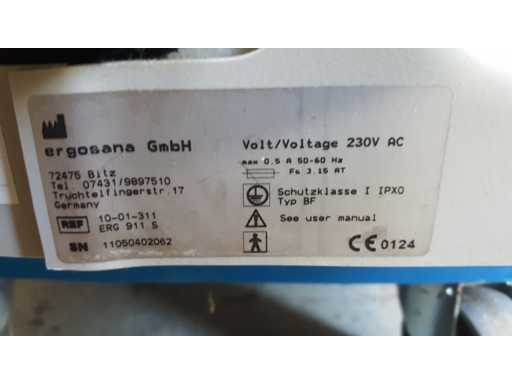 ergosana GmbH
72475 Bitz
Tel. 07431/9897510
Truchtelfingerstr.17
Germany
REF 10-01-311
ERG 911 S
SN 11050402062
Volt/Voltage 230V AC
max 0.5 A 50-60 Hz
Fs 3.15 AT
Schutzklasse I IPX0
Typ BF
See user manual
CE 0124